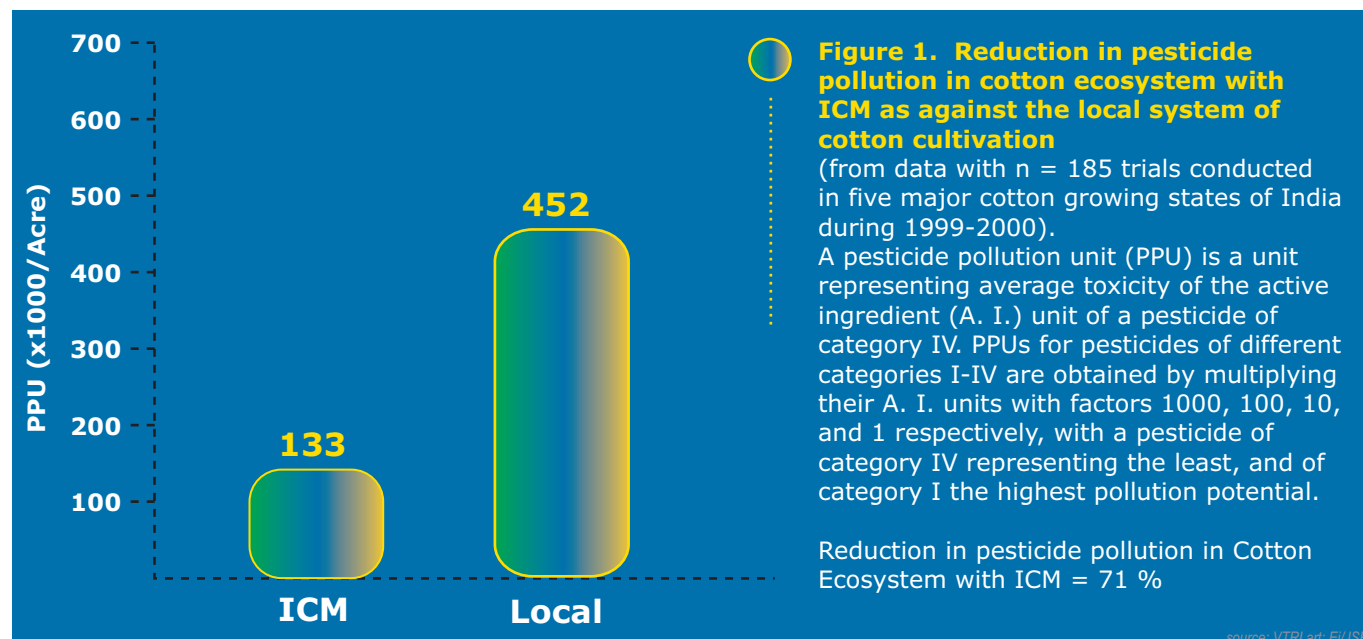 700
600
500
400
300
200
100
PPU (x1000/Acre)
133
452
ICM
Local
Figure 1. Reduction in pesticide
pollution in cotton ecosystem with
ICM as against the local system of
cotton cultivation
(from data with n = 185 trials conducted
in five major cotton growing states of India
during 1999-2000).
A pesticide pollution unit (PPU) is a unit
representing average toxicity of the active
ingredient (A. I.) unit of a pesticide of
category IV. PPUs for pesticides of different
categories I-IV are obtained by multiplying
their A. I. units with factors 1000, 100, 10,
and 1 respectively, with a pesticide of
category IV representing the least, and of
category I the highest pollution potential.
Reduction in pesticide pollution in Cotton
Ecosystem with ICM = 71 %
source: VTRI art: